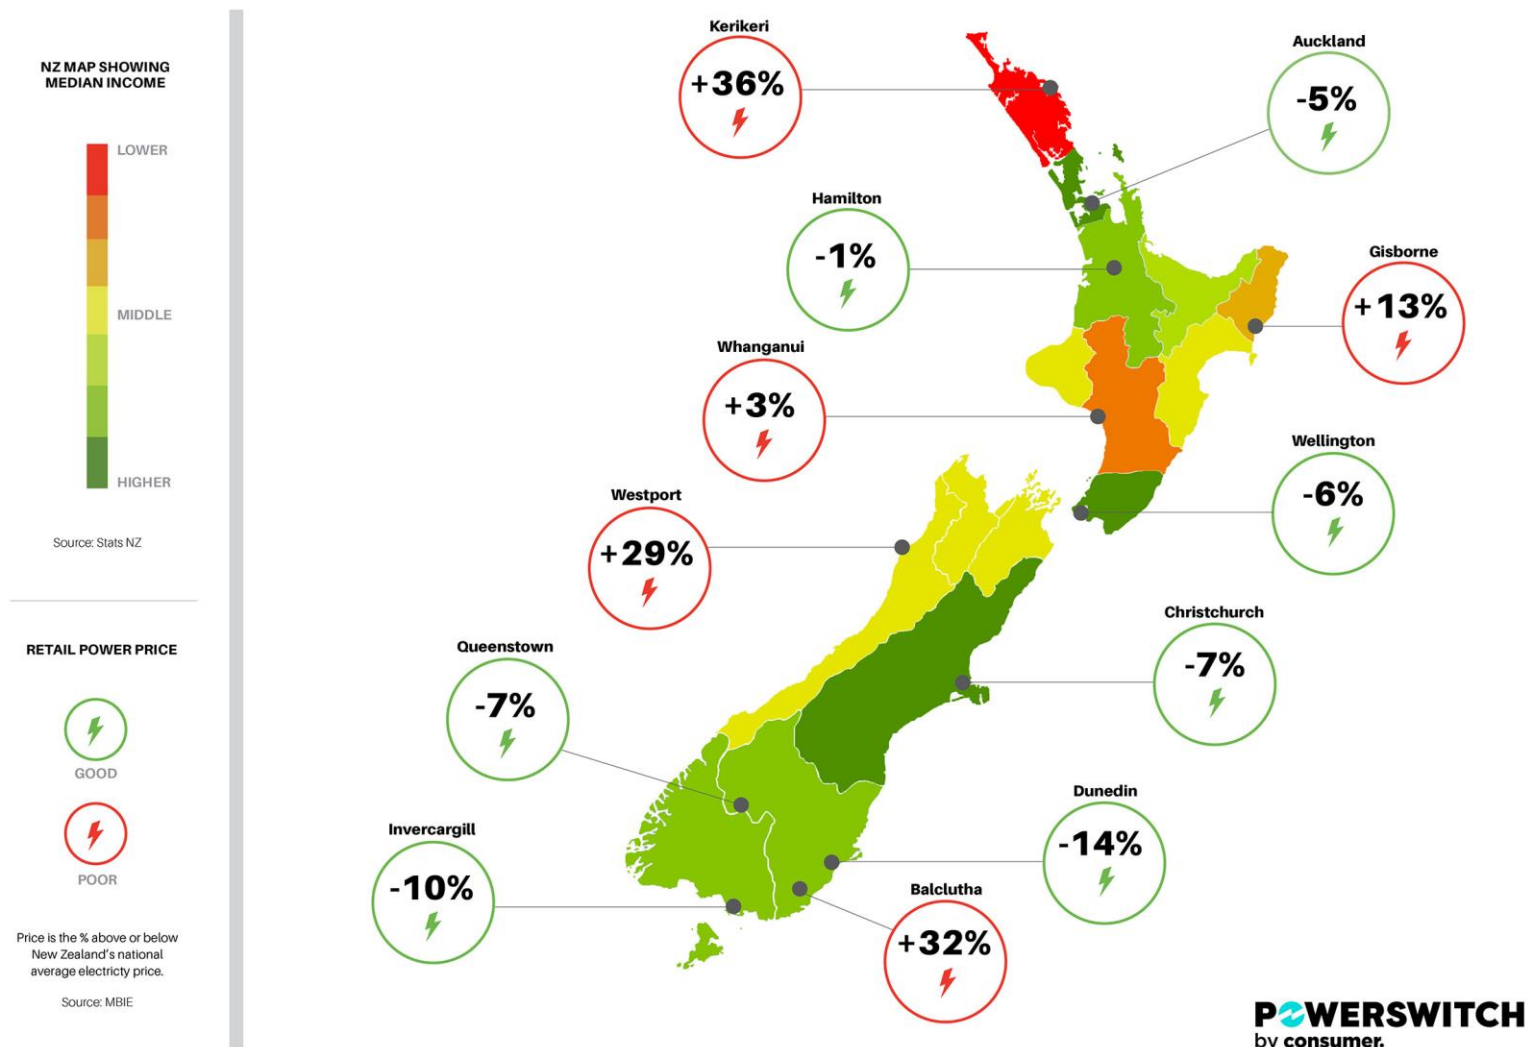 NZ MAP SHOWING
MEDIAN INCOME
LOWER
MIDDLE
HIGHER
Source: Stats NZ
RETAIL POWER PRICE
GOOD
POOR
Price is the % above or below
New Zealand's national
average electricty price.
Source: MBIE
Kerikeri
+36%
Auckland
-5%
Hamilton
-1%
Gisborne
+13%
Whanganui
+3%
Wellington
-6%
Westport
+29%
Christchurch
-7%
Queenstown
-7%
Dunedin
-14%
Invercargill
-10%
Balclutha
+32%
POWERSWITCH
by consumer.